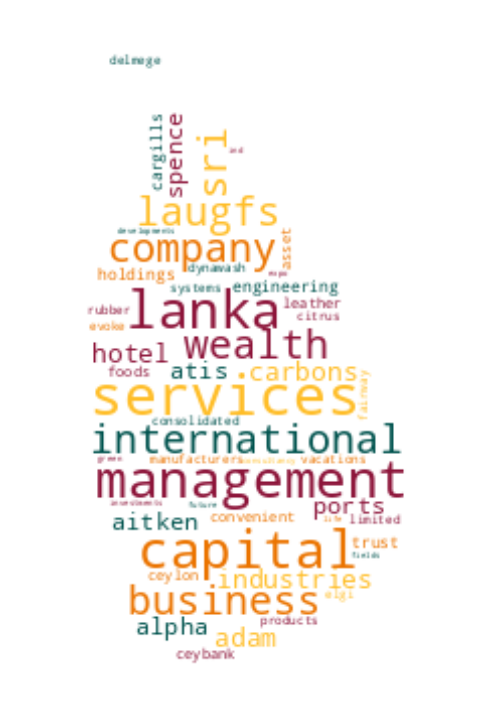 delmege
cargills
spence
sri
and
laugfs
developments
company
asset
holdings
dynawash
expo
systems
engineering
rubber
lanka
leather
citrus
evoke
hotel
wealth
foods
atis
carbons
services
fairway
consolidated
international
green
manufacturers
vacations
management
investments
future
ports
aitken
convenient
life
limited
capital
trust
fields
ceylon
industries
business
elgi
alpha
products
adam
ceybank